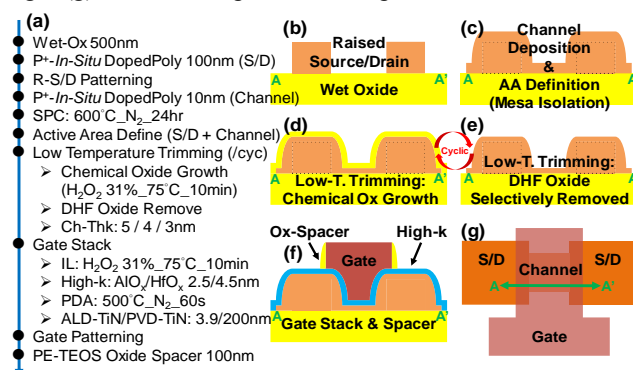 (a)
Wet-Ox 500nm
P⁺-In-Situ DopedPoly 100nm (S/D)
R-S/D Patterning
P⁺-In-Situ DopedPoly 10nm (Channel)
SPC: 600°C_N₂_24hr
Active Area Define (S/D + Channel)
Low Temperature Trimming (/cyc)
➢ Chemical Oxide Growth
(H₂O₂ 31%_75°C_10min)
➢ DHF Oxide Remove
➢ Ch-Thk: 5 / 4 / 3nm
Gate Stack
➢ IL: H₂O₂ 31%_75°C_10min
➢ High-k: AlOₓ/HfOₓ 2.5/4.5nm
➢ PDA: 500°C_N₂_60s
➢ ALD-TiN/PVD-TiN: 3.9/200nm
Gate Patterning
PE-TEOS Oxide Spacer 100nm
(b)
Raised
Source/Drain
A A'
Wet Oxide
(c)
Channel
Deposition
&
AA Definition
(Mesa Isolation)
A A'
(d)
A A'
Low-T. Trimming:
Chemical Ox Growth
Cyclic
(e)
Low-T. Trimming:
A A'
DHF Oxide
Selectively Removed
Ox-Spacer
High-k
(f)
Gate
A A'
Gate Stack & Spacer
(g)
S/D S/D
Channel
A A'
Gate